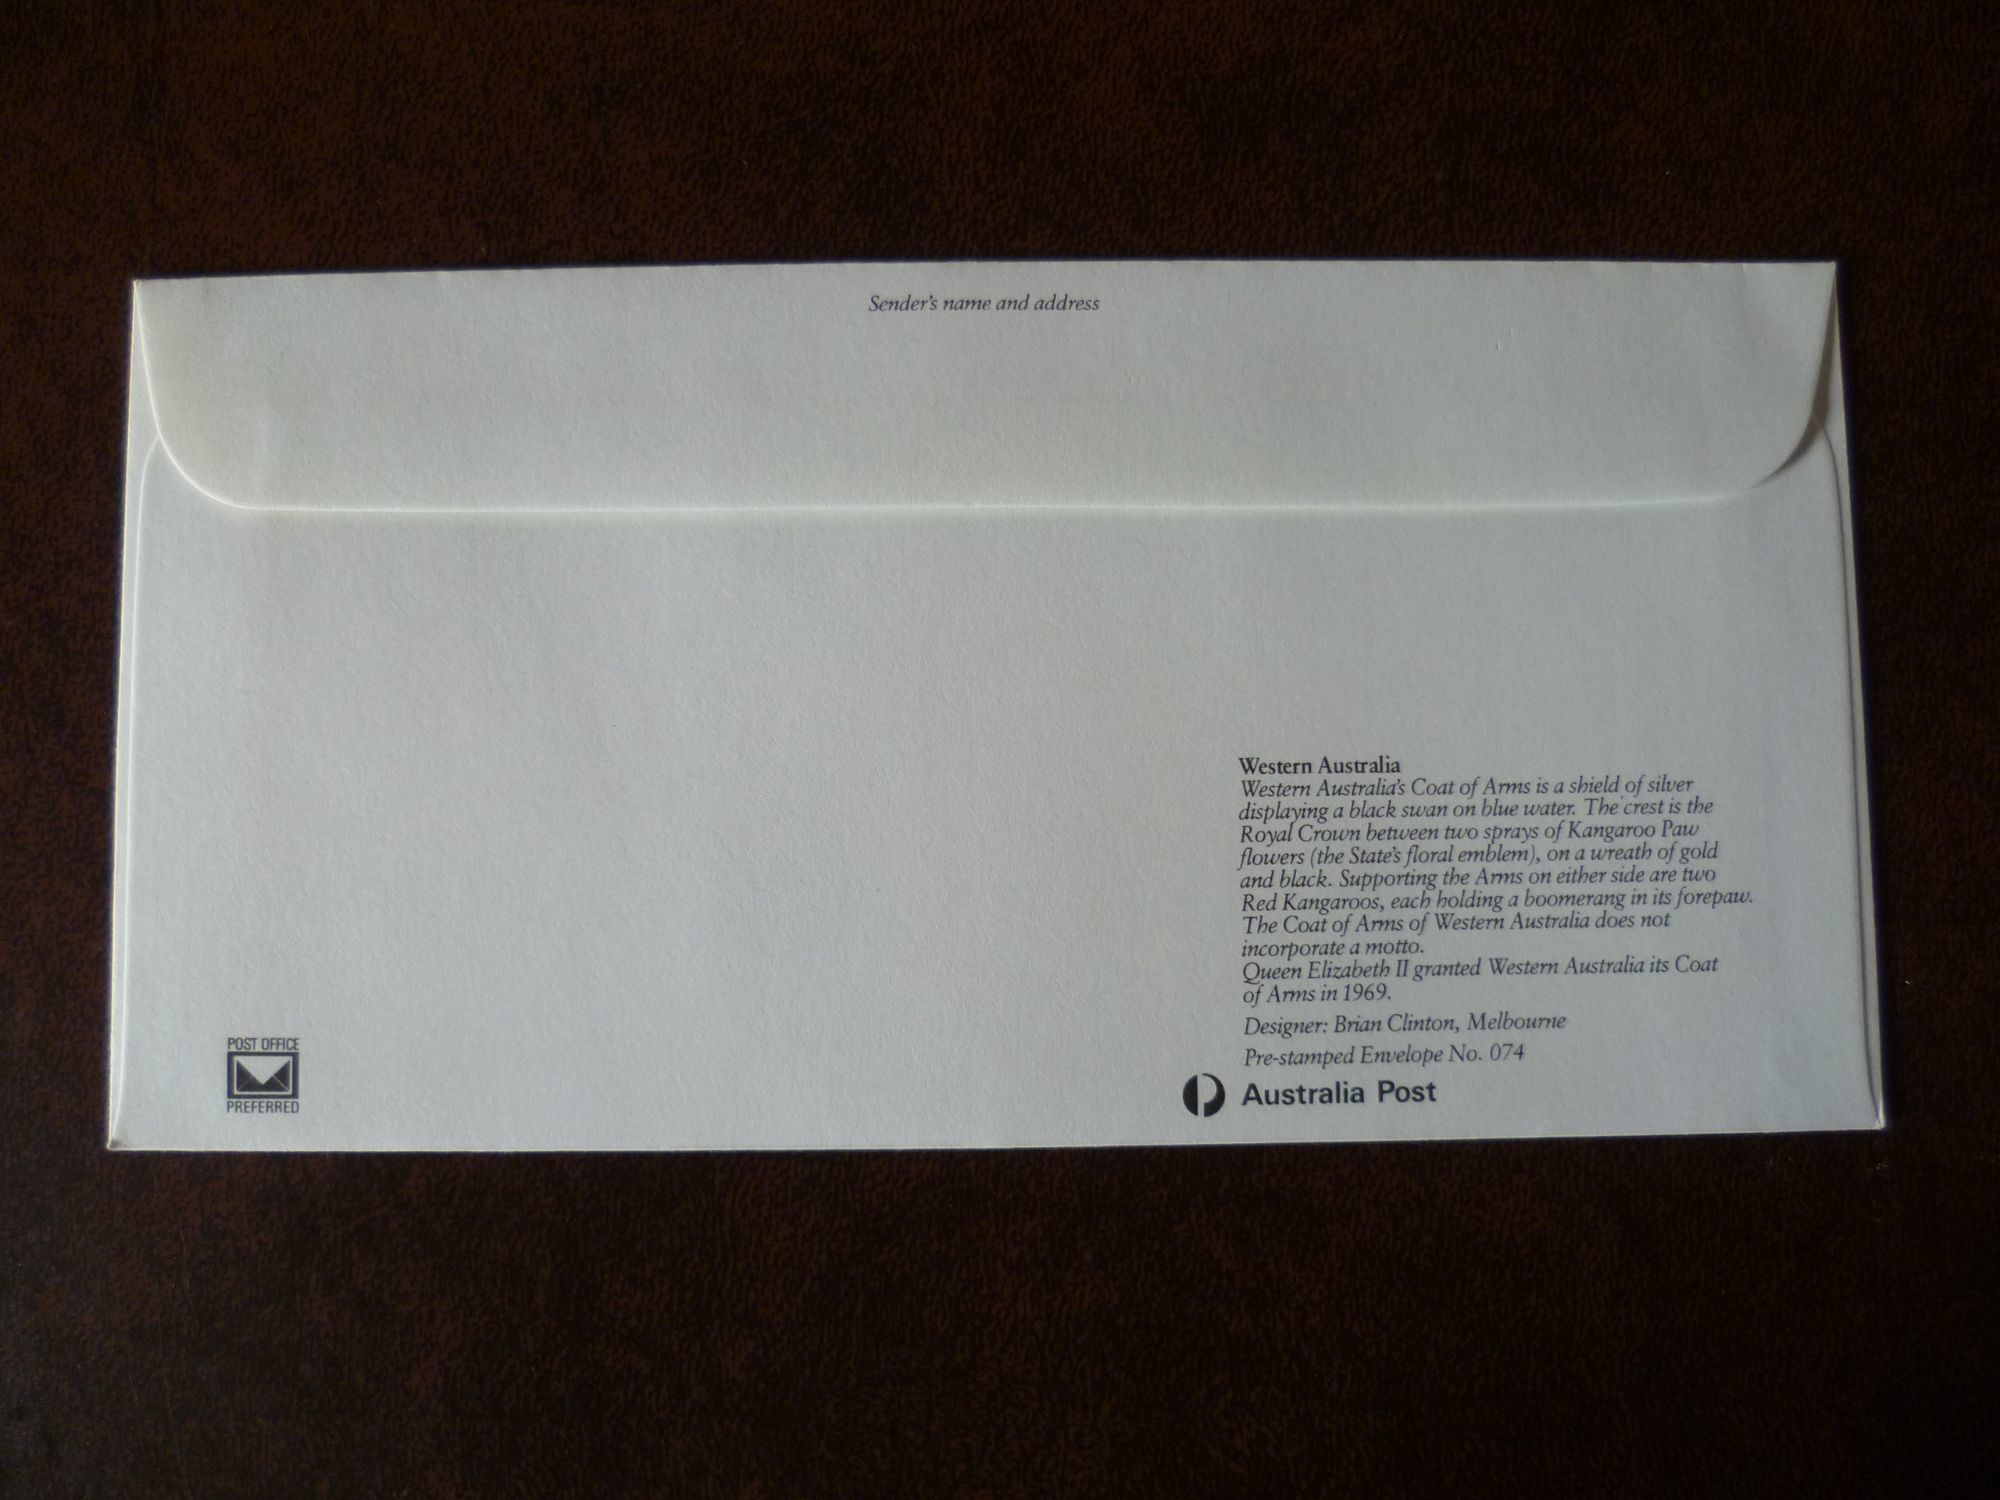 Sender's name and address
Western Australia
Western Australia's Coat of Arms is a shield of silver
displaying a black swan on blue water. The crest is the
Royal Crown between two sprays of Kangaroo Paw
flowers (the State's floral emblem), on a wreath of gold
and black. Supporting the Arms on either side are two
Red Kangaroos, each holding a boomerang in its forepaw.
The Coat of Arms of Western Australia does not
incorporate a motto.
Queen Elizabeth II granted Western Australia its Coat
of Arms in 1969.
Designer: Brian Clinton, Melbourne
Pre-stamped Envelope No. 074
Australia Post
POST OFFICE
PREFERRED